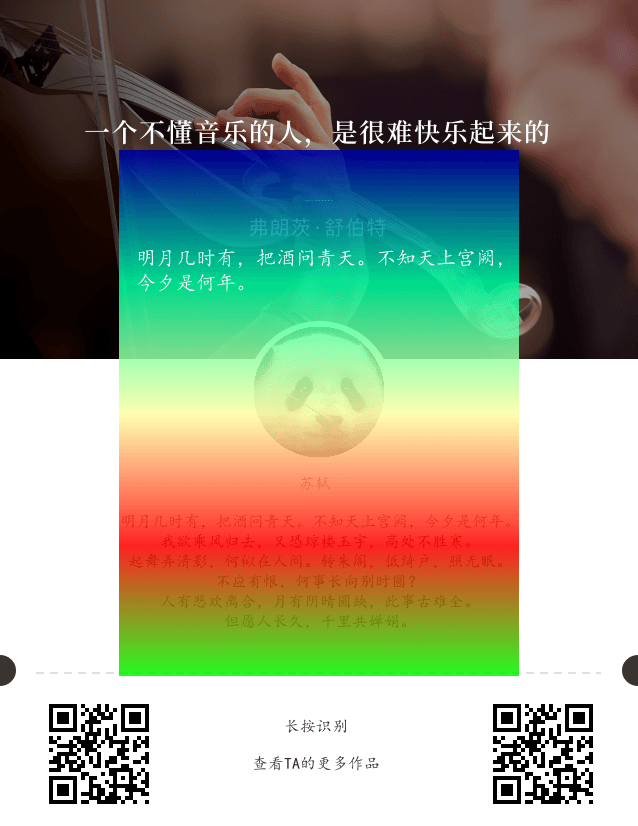 一个不懂音乐的人，是很难快乐起来的
弗朗茨·舒伯特
明月几时有，把酒问青天。不知天上宫阙，
今夕是何年。
苏轼
明月几时有，把酒问青天。不知天上宫阙，今夕是何年。
我欲乘风归去，又恐琼楼玉宇，高处不胜寒。
起舞弄清影，何似在人间。转朱阁，低绮户，照无眠。
不应有恨，何事长向别时圆？
人有悲欢离合，月有阴晴圆缺，此事古难全。
但愿人长久，千里共婵娟。
长按识别
查看TA的更多作品